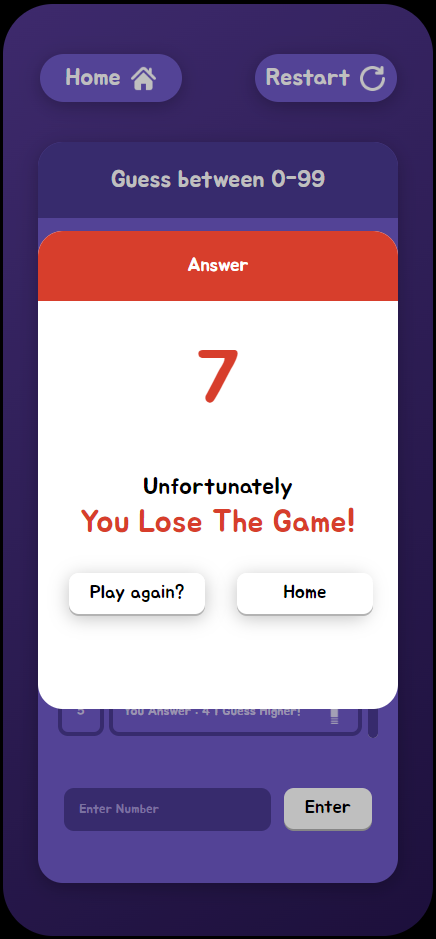 Home
Restart
Guess between 0-99
Answer
7
Unfortunately
You Lose The Game!
Play again?
Home
5 You Answer : 4 | Guess Higher!
Enter Number
Enter